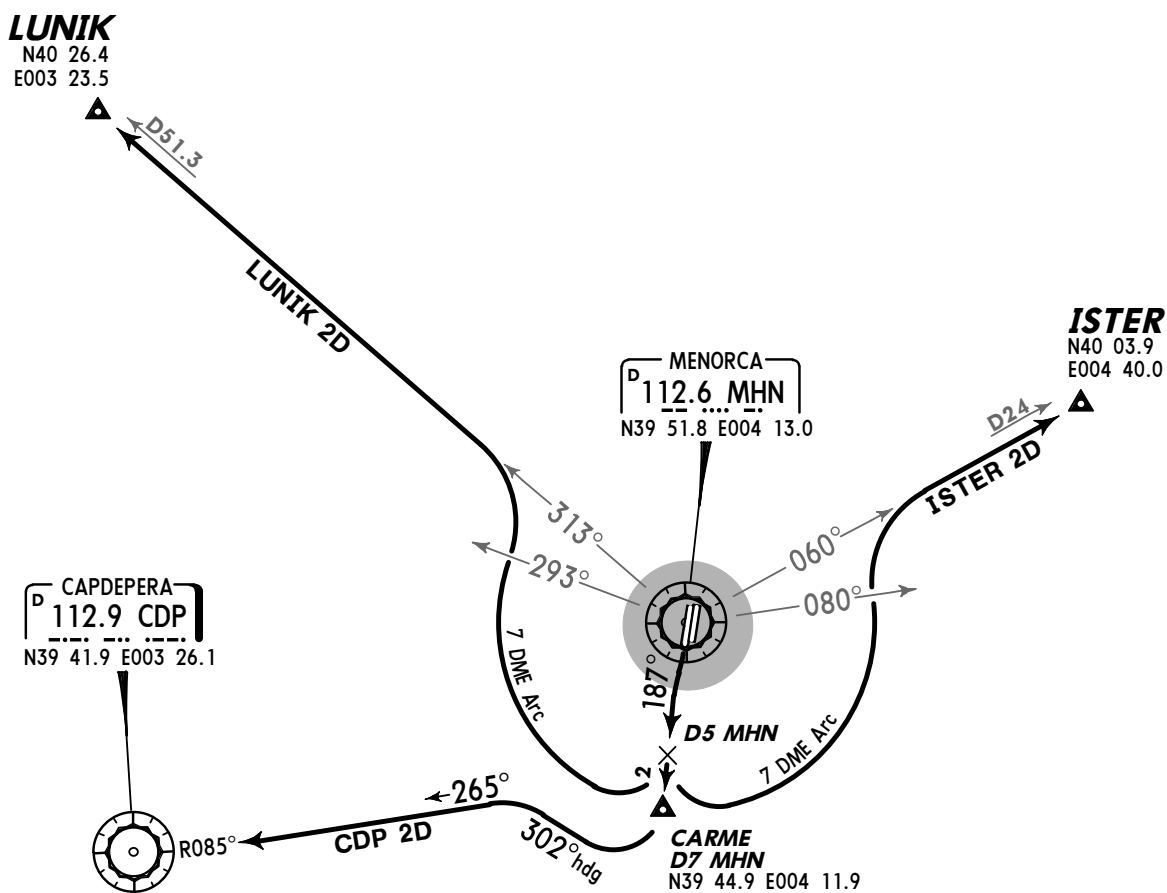 LUNIK
N40 26.4
E003 23.5
D51.3
LUNIK 2D
ISTER
N40 03.9
E004 40.0
D24
ISTER 2D
MENORCA
D 112.6 MHN
N39 51.8 E004 13.0
313°
293°
060°
080°
CAPDEPERA
D 112.9 CDP
N39 41.9 E003 26.1
7 DME Arc
187°
D5 MHN
7 DME Arc
2
265°
R085°
CDP 2D
302°hdg
CARME
D7 MHN
N39 44.9 E004 11.9